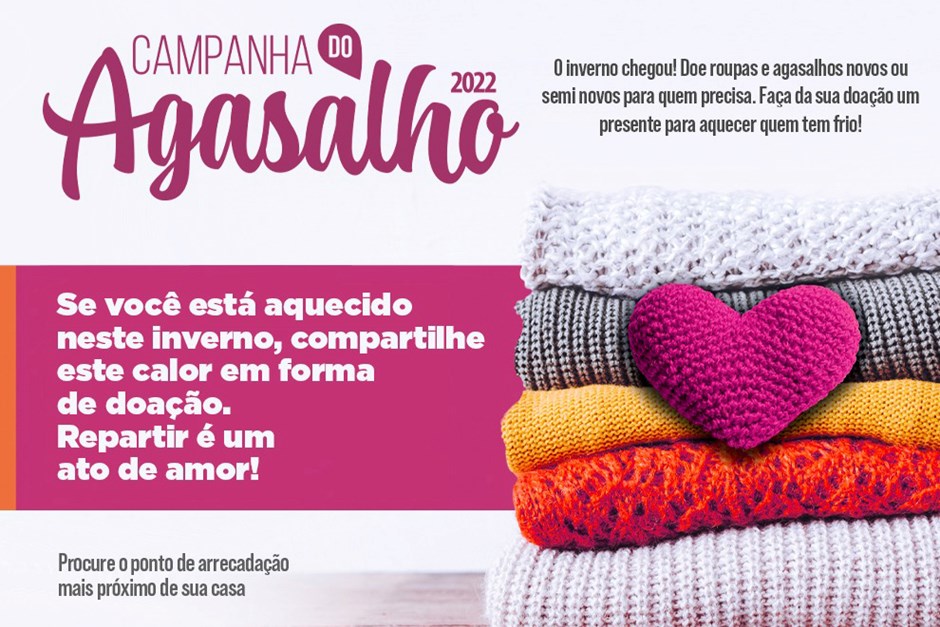 CAMPANHA DO
Agasalho
2022
O inverno chegou! Doe roupas e agasalhos novos ou
semi novos para quem precisa. Faça da sua doação um
presente para aquecer quem tem frio!
Se você está aquecido
neste inverno, compartilhe
este calor em forma
de doação.
Repartir é um
ato de amor!
Procure o ponto de arrecadação
mais próximo de sua casa